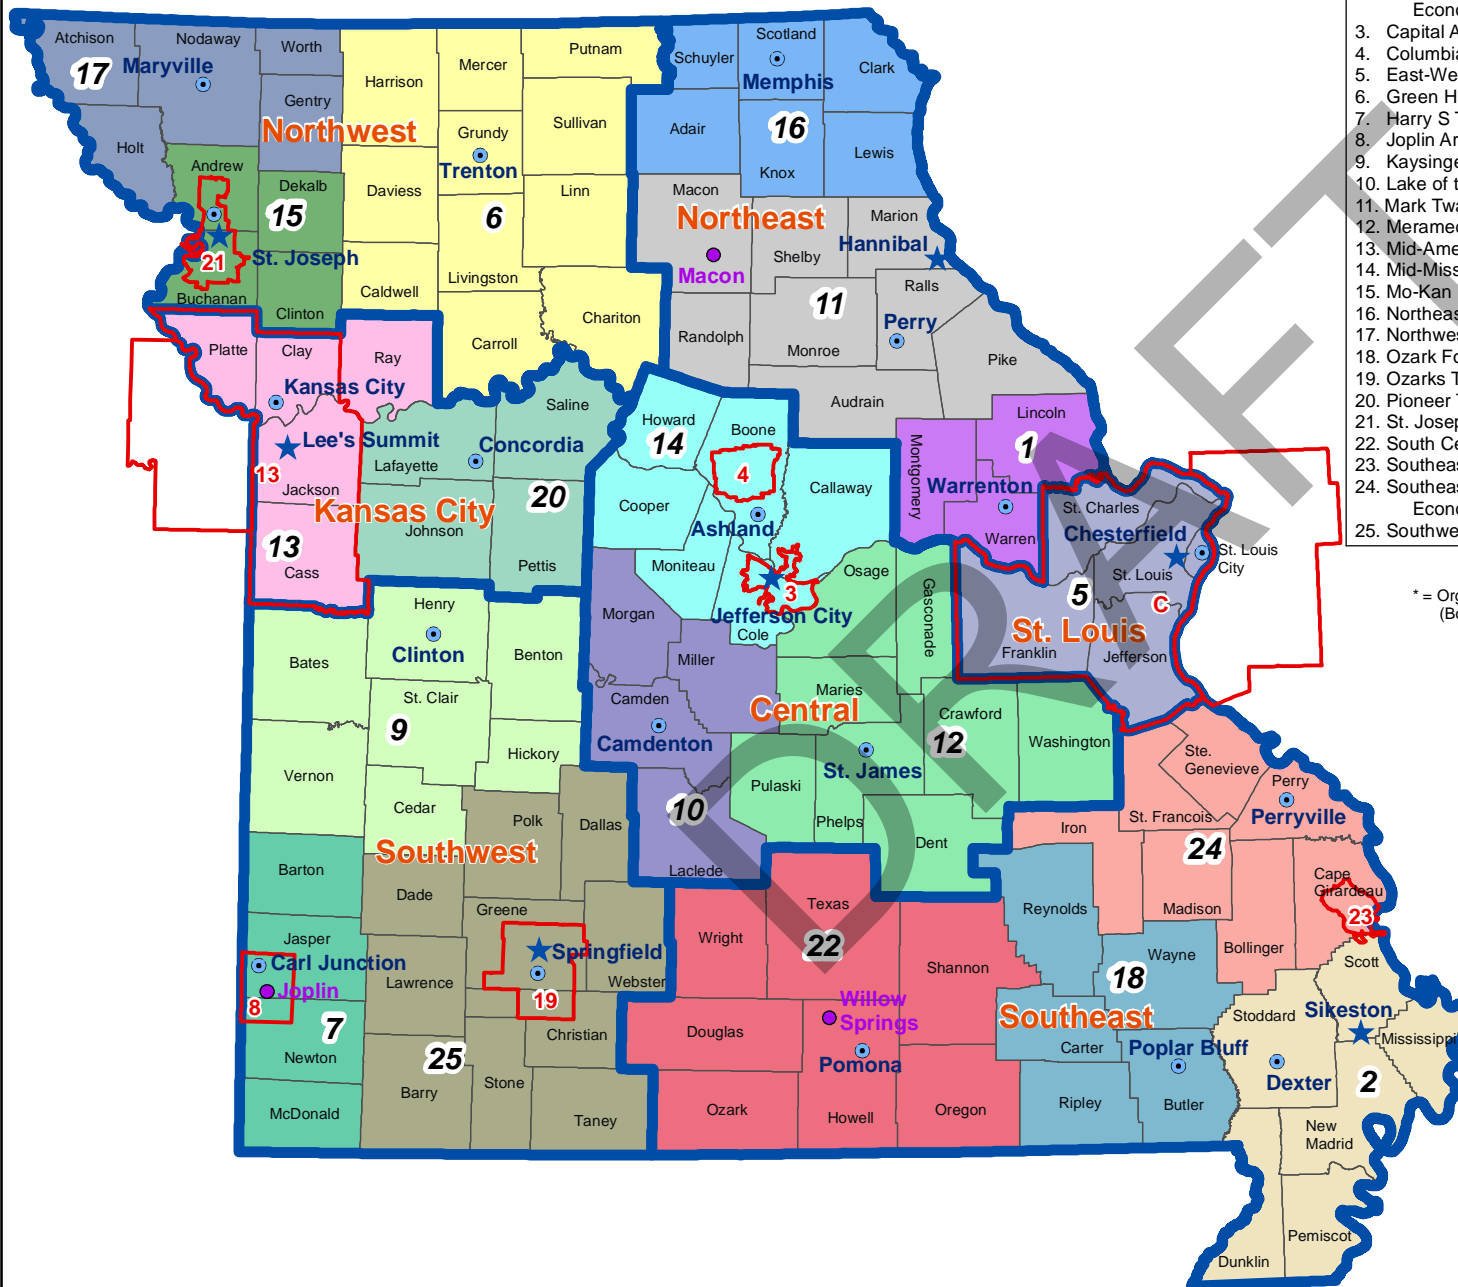 Atchison
Nodaway
Worth
17
Maryville
Gentry
Holt
Northwest
Harrison
Mercer
Putnam
Grundy
Sullivan
Trenton
Daviess
Linn
6
Livingston
Caldwell
Chariton
Carroll
Andrew
Dekalb
15
21
St. Joseph
Buchanan
Clinton
Schuyler
Scotland
Memphis
Clark
Adair
16
Lewis
Knox
Macon
Northeast
Marion
Hannibal
Shelby
Macon
Ralls
11
Perry
Randolph
Monroe
Pike
Audrain
Platte
Clay
Ray
Kansas City
Lee's Summit
13
Jackson
Kansas City
13
Cass
Saline
Concordia
Lafayette
20
Johnson
Pettis
Howard
14
Boone
4
Callaway
Cooper
Ashland
Moniteau
3
Jefferson City
Cole
Montgomery
Lincoln
1
Warrenton
Warren
St. Charles
Chesterfield
St. Louis
City
St. Louis
5
C
St. Louis
Franklin
Jefferson
Henry
Clinton
Bates
Benton
St. Clair
9
Hickory
Vernon
Cedar
Morgan
Miller
Camden
Camdenton
10
Laclede
Osage
Gasconade
Maries
Central
Crawford
12
Washington
St. James
Pulaski
Phelps
Dent
Polk
Dallas
Southwest
Barton
Dade
Greene
Jasper
Carl Junction
Springfield
Joplin
Lawrence
Webster
8
19
7
Christian
Newton
25
Stone
Barry
McDonald
Taney
Texas
Wright
22
Shannon
Willow
Springs
Douglas
Pomona
Ozark
Howell
Oregon
Ste.
Genevieve
Perry
Perryville
St. Francois
Iron
24
Cape
Girardeau
Madison
23
Bollinger
Reynolds
Wayne
18
Southeast
Carter
Poplar Bluff
Ripley
Butler
Scott
Stoddard
Sikeston
Mississippi
Dexter
2
New
Madrid
Pemiscot
Dunklin
DRAFT
Econo
3. Capital A
4. Columbia
5. East-We
6. Green H
7. Harry S T
8. Joplin Ar
9. Kaysinge
10. Lake of t
11. Mark Twa
12. Meramec
13. Mid-Ame
14. Mid-Miss
15. Mo-Kan
16. Northeas
17. Northwes
18. Ozark Fo
19. Ozarks T
20. Pioneer T
21. St. Josep
22. South Ce
23. Southeas
24. Southeas
Econo
25. Southwe
* = Org
(Bo